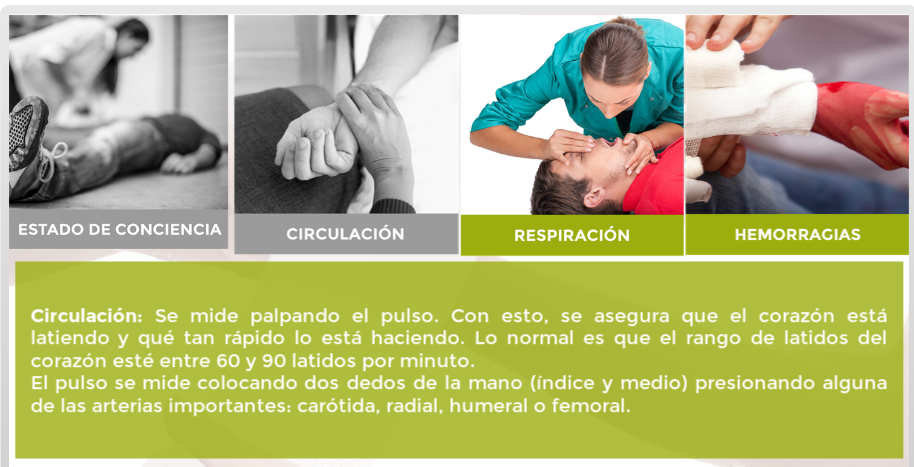 ESTADO DE CONCIENCIA
CIRCULACIÓN
RESPIRACIÓN
HEMORRAGIAS
Circulación: Se mide palpando el pulso. Con esto, se asegura que el corazón está
latiendo y qué tan rápido lo está haciendo. Lo normal es que el rango de latidos del
corazón esté entre 60 y 90 latidos por minuto.
El pulso se mide colocando dos dedos de la mano (índice y medio) presionando alguna
de las arterias importantes: carótida, radial, humeral o femoral.